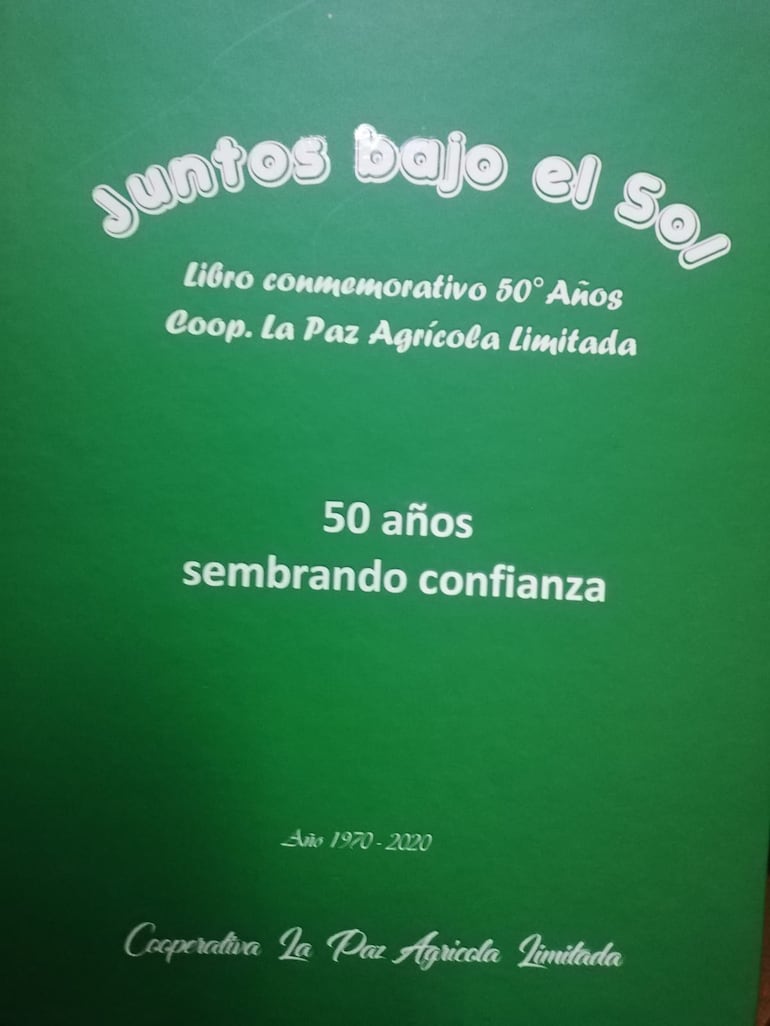 Juntos bajo el Sol
Libro conmemorativo 50° Años
Coop. La Paz Agrícola Limitada
50 años
sembrando confianza
Año 1970 - 2020
Cooperativa La Paz Agrícola Limitada